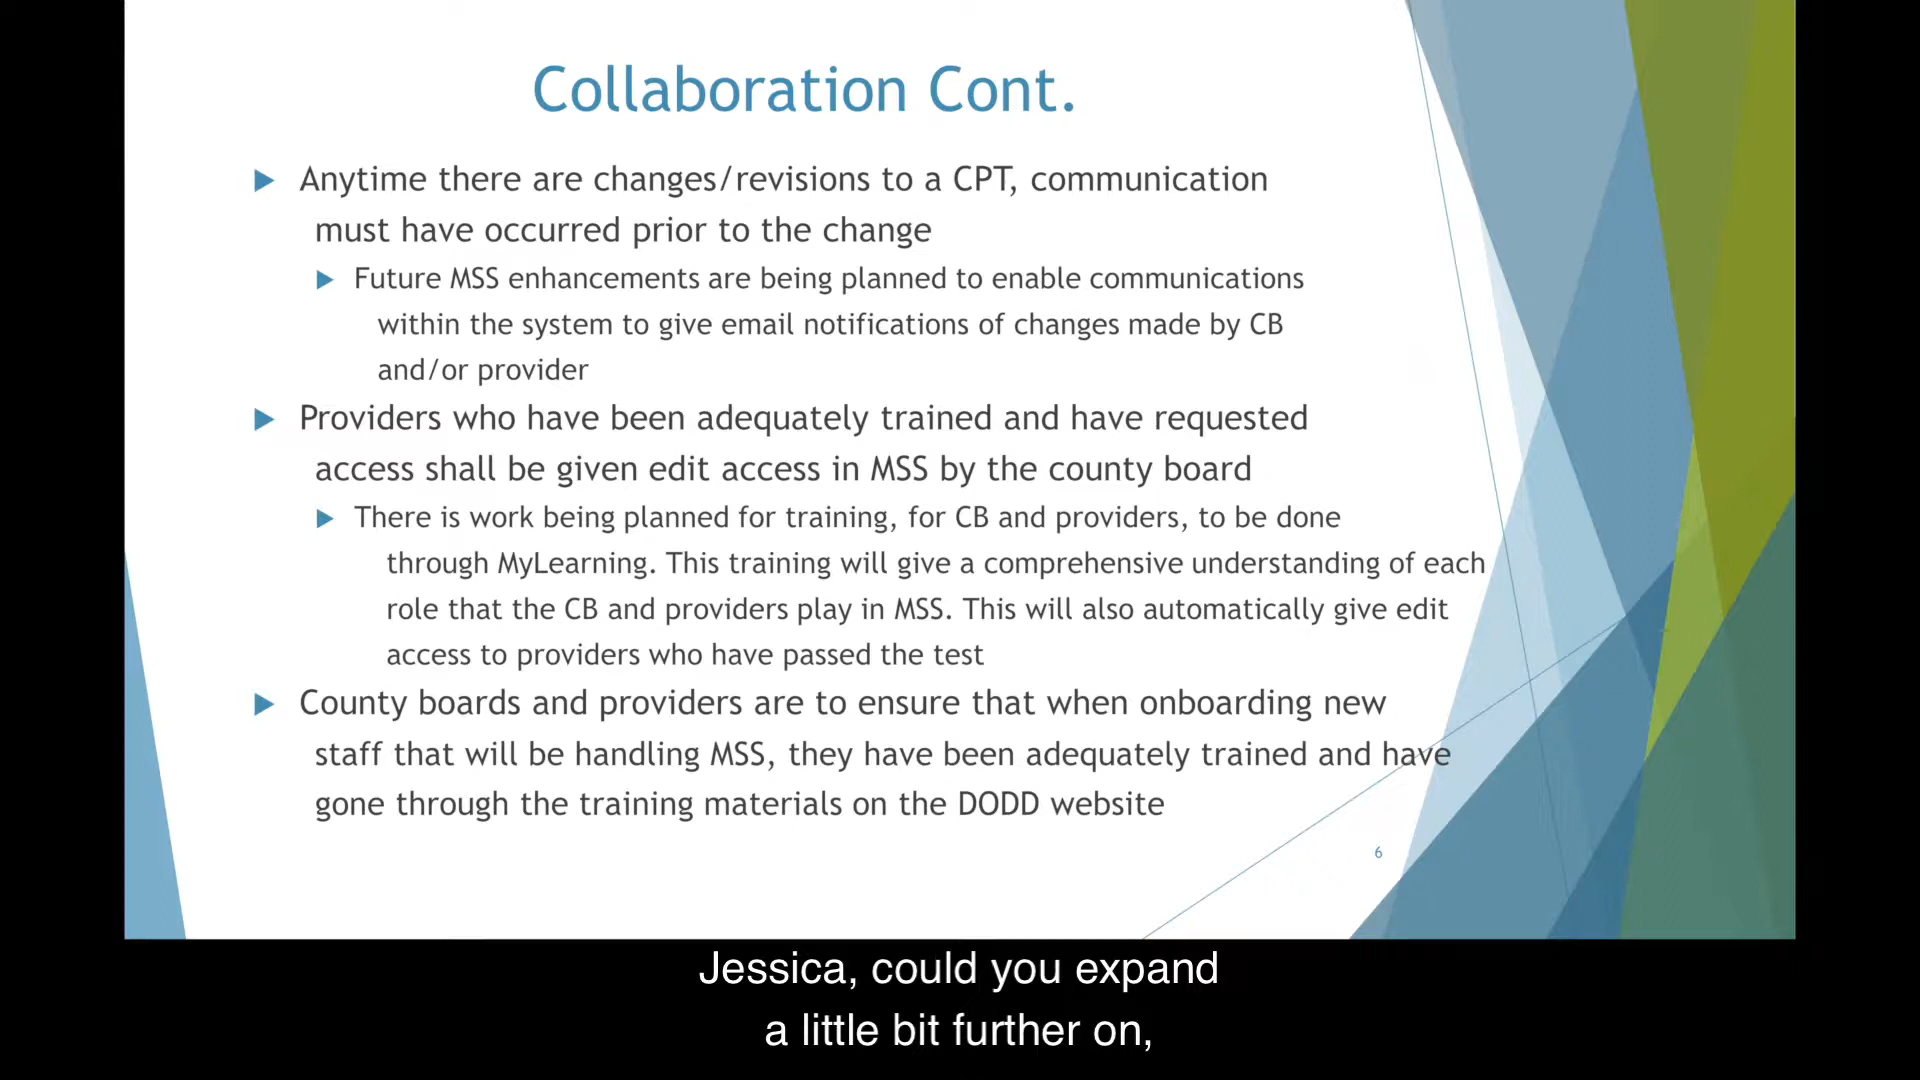 Collaboration Cont.
Anytime there are changes/revisions to a CPT, communication
must have occurred prior to the change
Future MSS enhancements are being planned to enable communications
within the system to give email notifications of changes made by CB
and/or provider
Providers who have been adequately trained and have requested
access shall be given edit access in MSS by the county board
There is work being planned for training, for CB and providers, to be done
through MyLearning. This training will give a comprehensive understanding of each
role that the CB and providers play in MSS. This will also automatically give edit
access to providers who have passed the test
County boards and providers are to ensure that when onboarding new
staff that will be handling MSS, they have been adequately trained and have
gone through the training materials on the DODD website
6
Jessica, could you expand
a little bit further on,